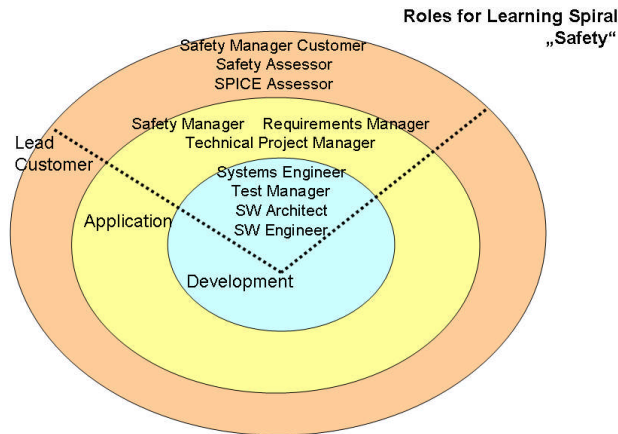 Roles for Learning Spiral
„Safety“
Safety Manager Customer
Safety Assessor
SPICE Assessor
Safety Manager Requirements Manager
Technical Project Manager
Lead
Customer
Systems Engineer
Test Manager
SW Architect
SW Engineer
Application
Development